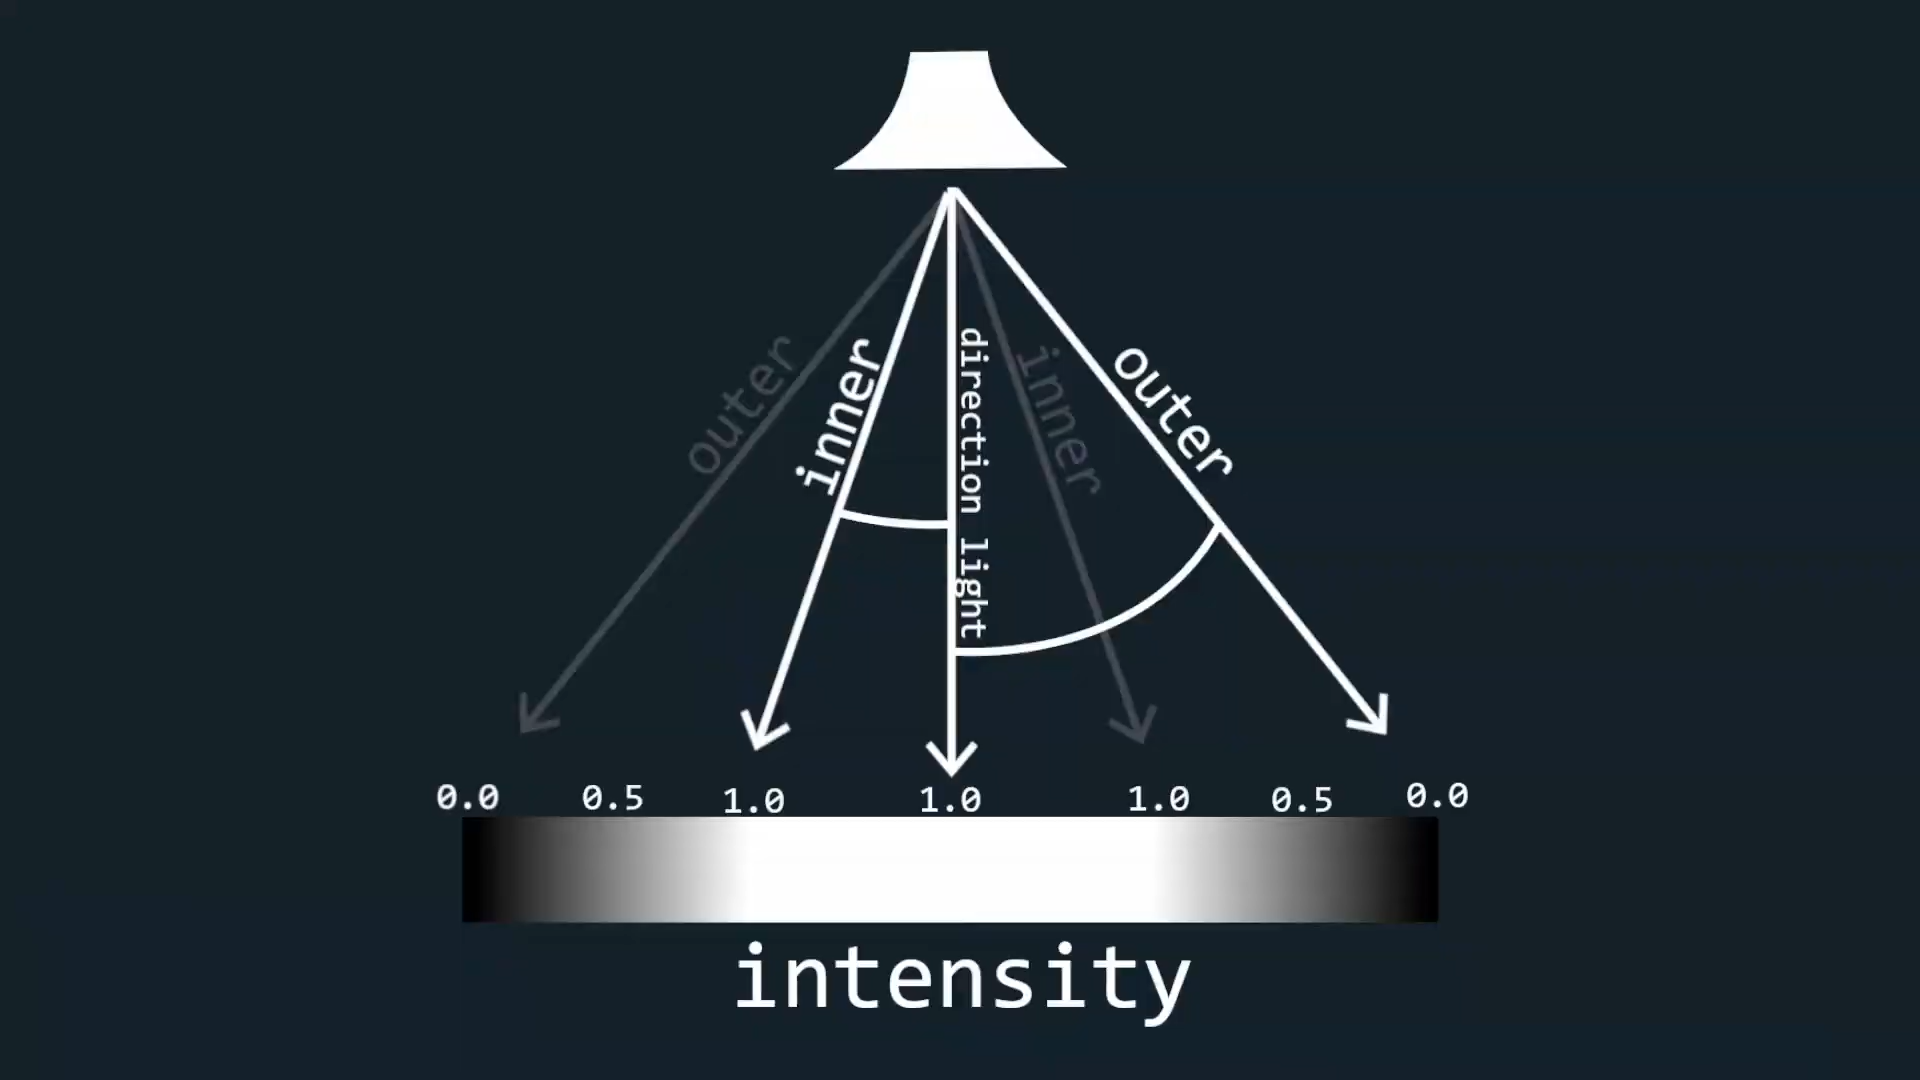 outer
inner
direction light
inner
outer
0.0 0.5 1.0 1.0 1.0 0.5 0.0
intensity